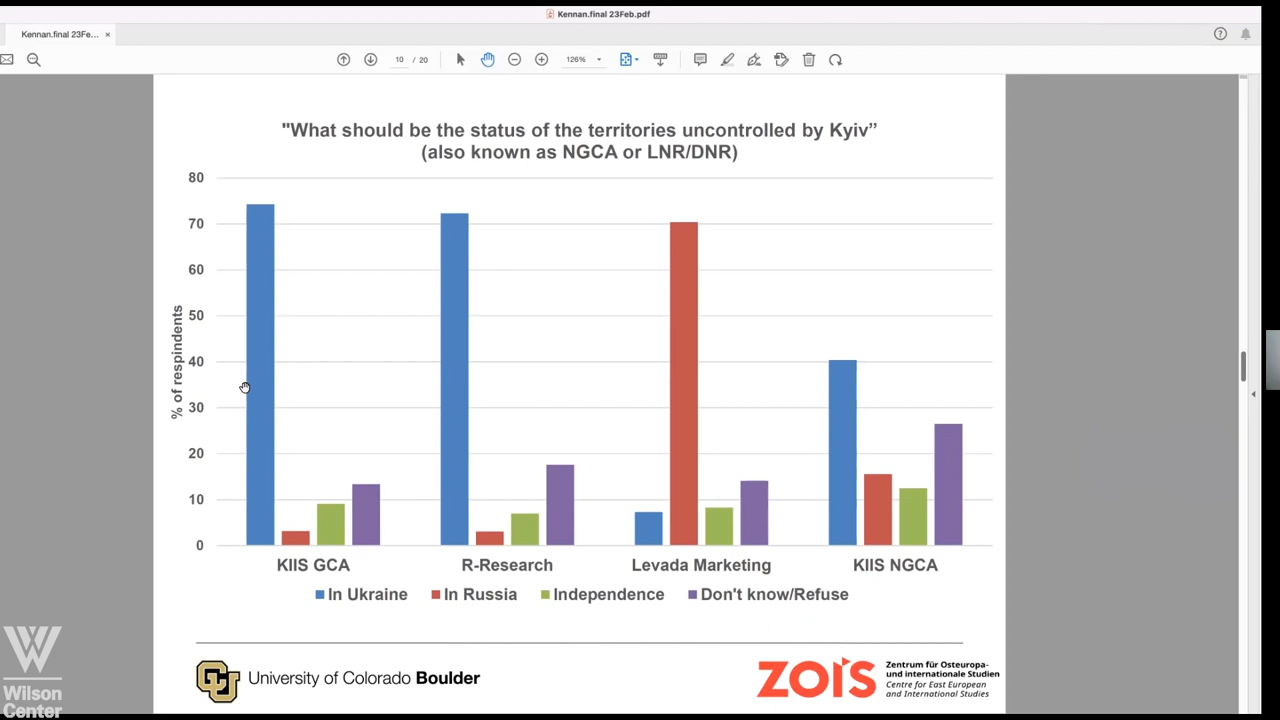 Kennan.final 23Feb.pdf
Kennan.final 23Fe... ×
10 / 20
126%
"What should be the status of the territories uncontrolled by Kyiv”
(also known as NGCA or LNR/DNR)
80
70
60
50
40
30
20
10
0
% of respindents
KIIS GCA R-Research Levada Marketing KIIS NGCA
In Ukraine In Russia Independence Don't know/Refuse
CU University of Colorado Boulder
ZOiS
Zentrum für Osteuropa-
und internationale Studien
Centre for East European
and International Studies
Wilson
Center